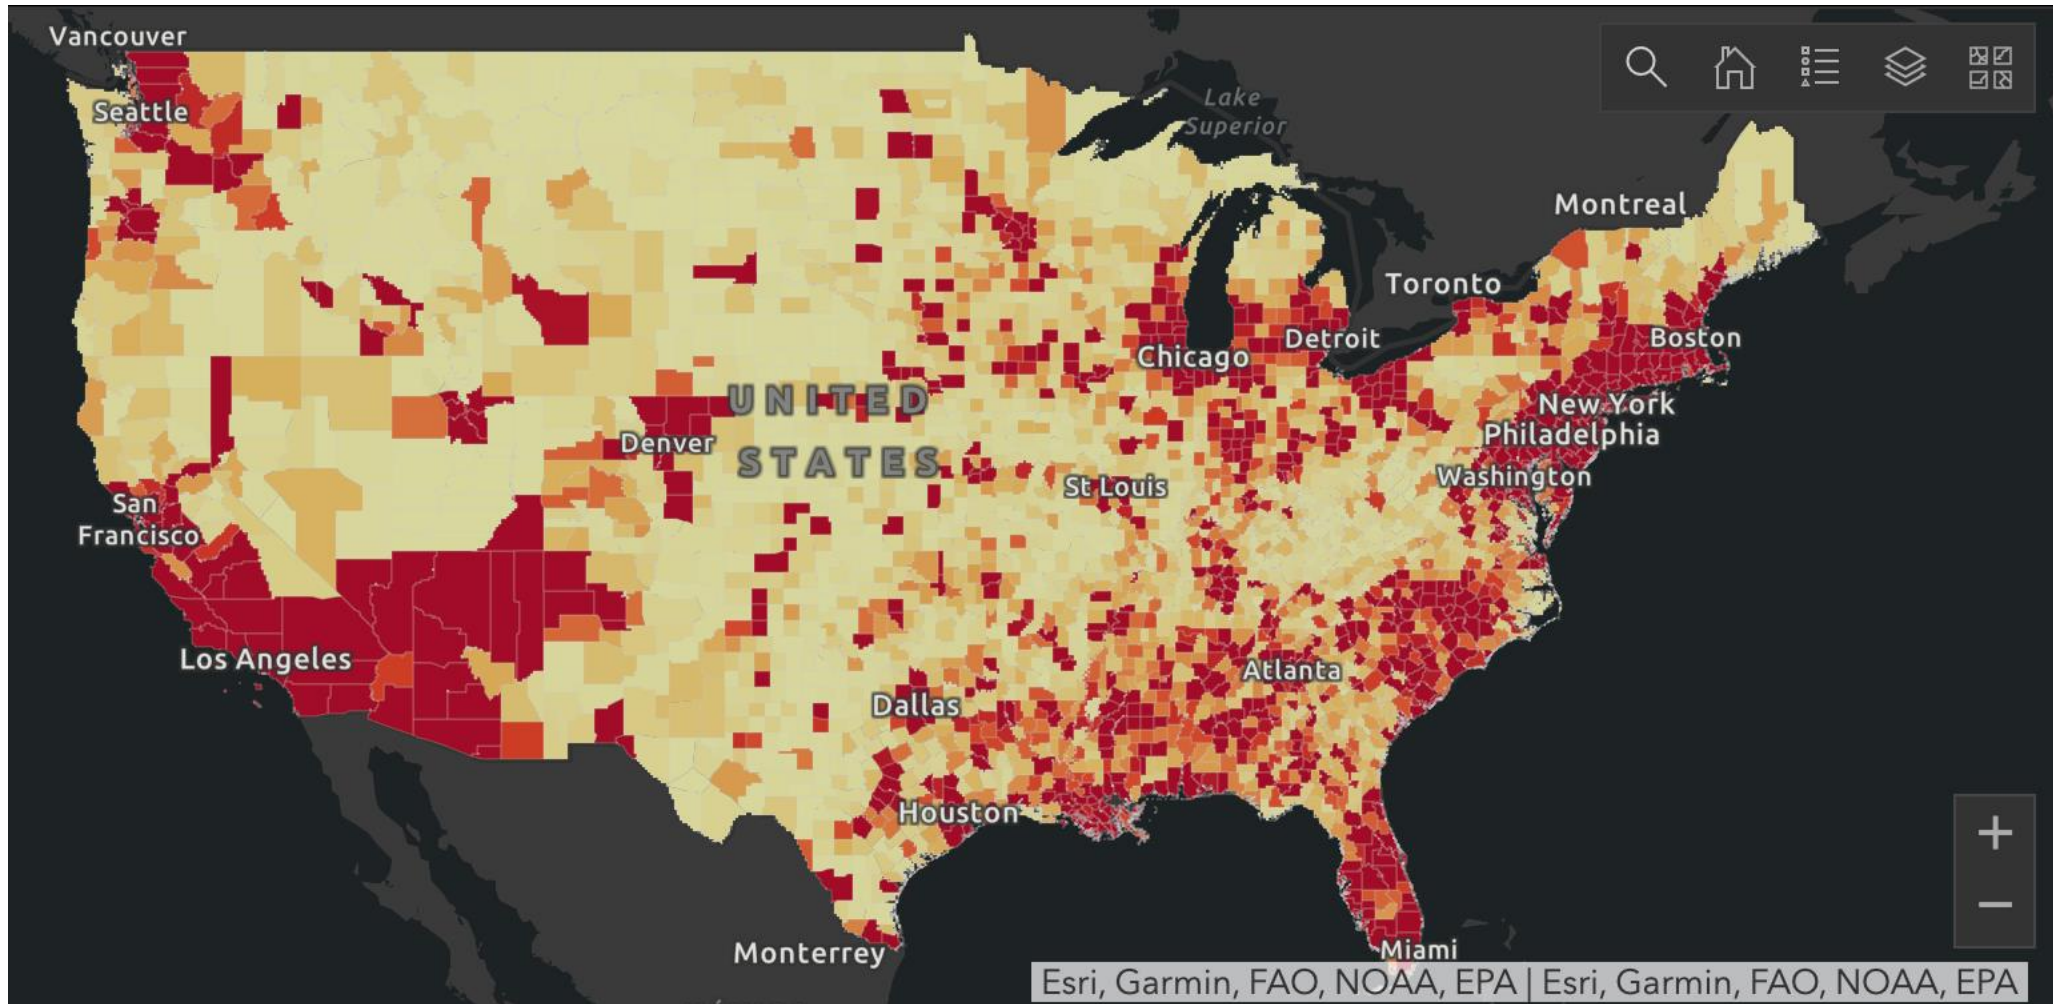 Vancouver
Seattle
Lake
Superior
Montreal
Toronto
Boston
Detroit
Chicago
New York
UNITED
Philadelphia
Denver
STATES
Washington
St Louis
San
Francisco
Los Angeles
Atlanta
Dallas
Houston
Monterrey
Miami
Esri, Garmin, FAO, NOAA, EPA | Esri, Garmin, FAO, NOAA, EPA